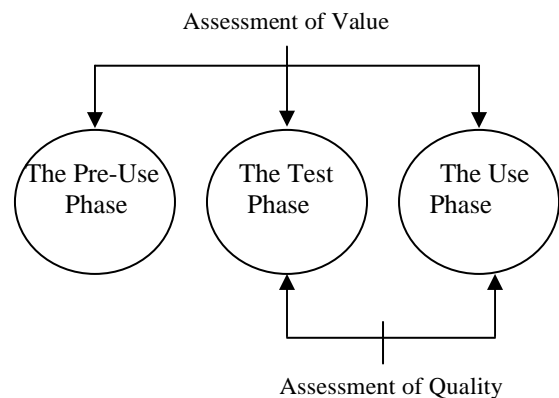 Assessment of Value
The Pre-Use
Phase
The Test
Phase
The Use
Phase
Assessment of Quality